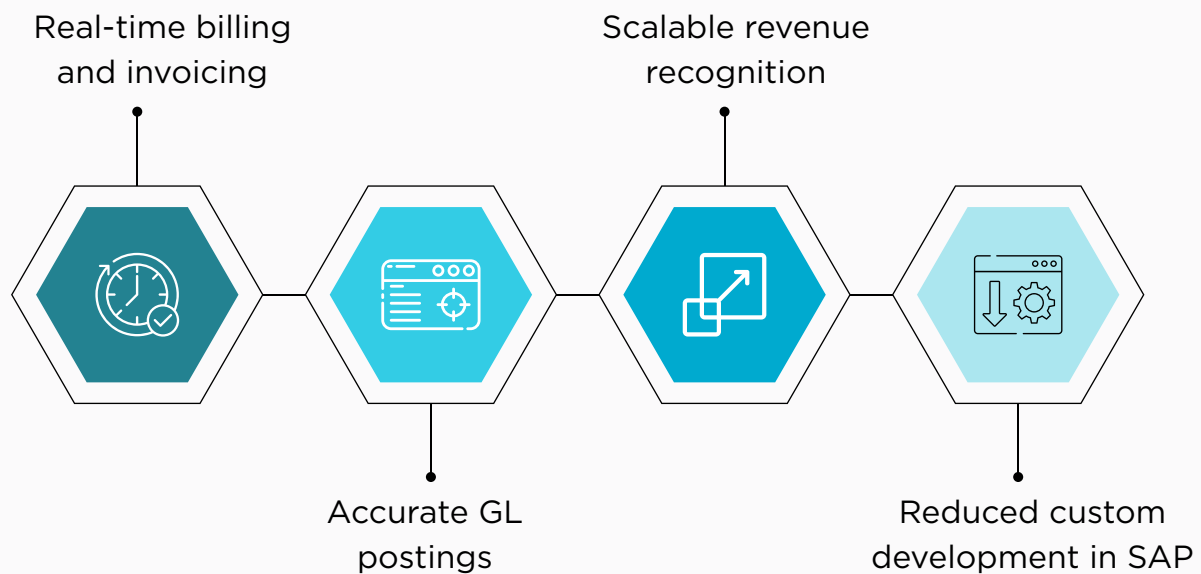 Real-time billing
and invoicing
Accurate GL
postings
Scalable revenue
recognition
Reduced custom
development in SAP